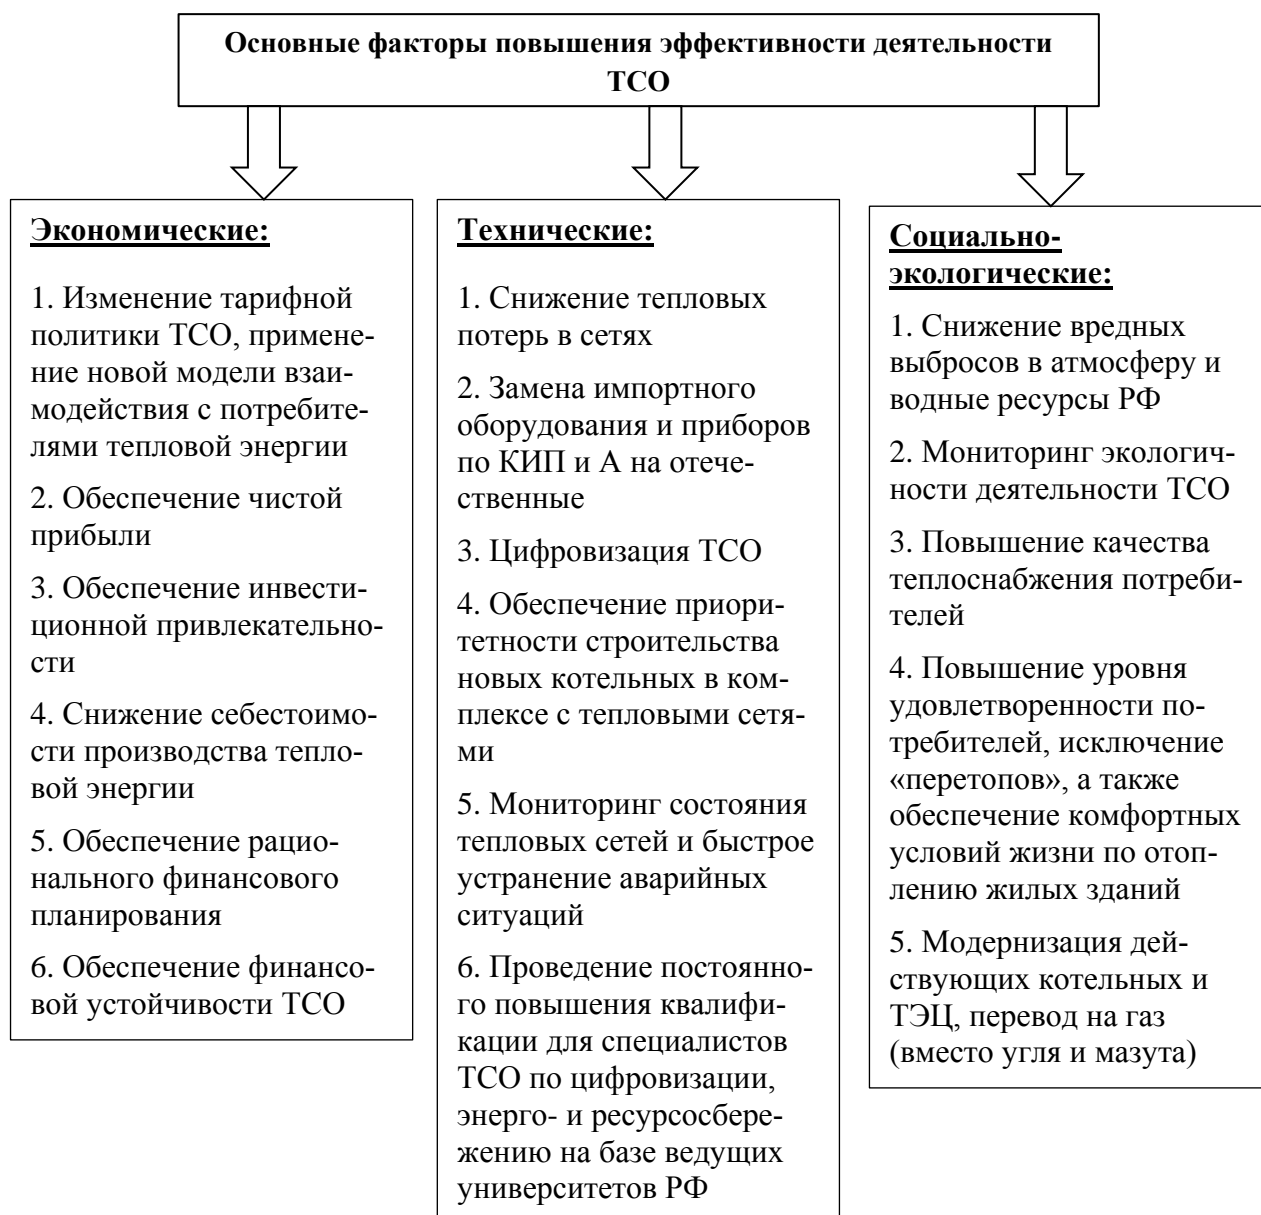 Основные факторы повышения эффективности деятельности
ТСО
Экономические:
1. Изменение тарифной
политики ТСО, примене-
ние новой модели взаи-
модействия с потребите-
лями тепловой энергии
2. Обеспечение чистой
прибыли
3. Обеспечение инвести-
ционной привлекательно-
сти
4. Снижение себестоимо-
сти производства тепло-
вой энергии
5. Обеспечение рацио-
нального финансового
планирования
6. Обеспечение финансо-
вой устойчивости ТСО
Технические:
1. Снижение тепловых
потерь в сетях
2. Замена импортного
оборудования и приборов
по КИП и А на отече-
ственные
3. Цифровизация ТСО
4. Обеспечение приори-
тетности строительства
новых котельных в ком-
плексе с тепловыми сетя-
ми
5. Мониторинг состояния
тепловых сетей и быстрое
устранение аварийных
ситуаций
6. Проведение постоянно-
го повышения квалифи-
кации для специалистов
ТСО по цифровизации,
энерго- и ресурсосбере-
жению на базе ведущих
университетов РФ
Социально-
экологические:
1. Снижение вредных
выбросов в атмосферу и
водные ресурсы РФ
2. Мониторинг экологич-
ности деятельности ТСО
3. Повышение качества
теплоснабжения потреби-
телей
4. Повышение уровня
удовлетворенности по-
требителей, исключение
«перетопов», а также
обеспечение комфортных
условий жизни по отоп-
лению жилых зданий
5. Модернизация дей-
ствующих котельных и
ТЭЦ, перевод на газ
(вместо угля и мазута)